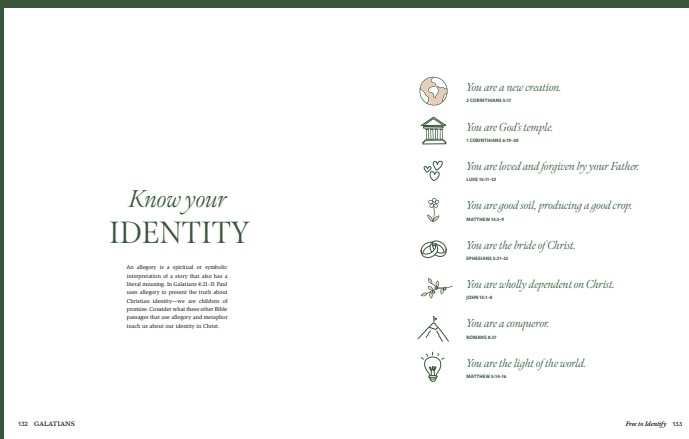 Know your
IDENTITY
An allegory is a spiritual or symbolic
interpretation of a story that also has a
literal meaning. In Galatians 4:21-31 Paul
uses allegory to present the truth about
Christian identity—we are children of
promise. Consider what these other Bible
passages that use allegory and metaphor
teach us about our identity in Christ.
132 GALATIANS
You are a new creation.
2 CORINTHIANS 5:17
You are God's temple.
1 CORINTHIANS 6:19–20
You are loved and forgiven by your Father.
LUKE 15:11–32
You are good soil, producing a good crop.
MATTHEW 13:3–9
You are the bride of Christ.
EPHESIANS 5:31–32
You are wholly dependent on Christ.
JOHN 15:1–8
You are a conqueror.
ROMANS 8:37
You are the light of the world.
MATTHEW 5:14–16
Free to Identify 133